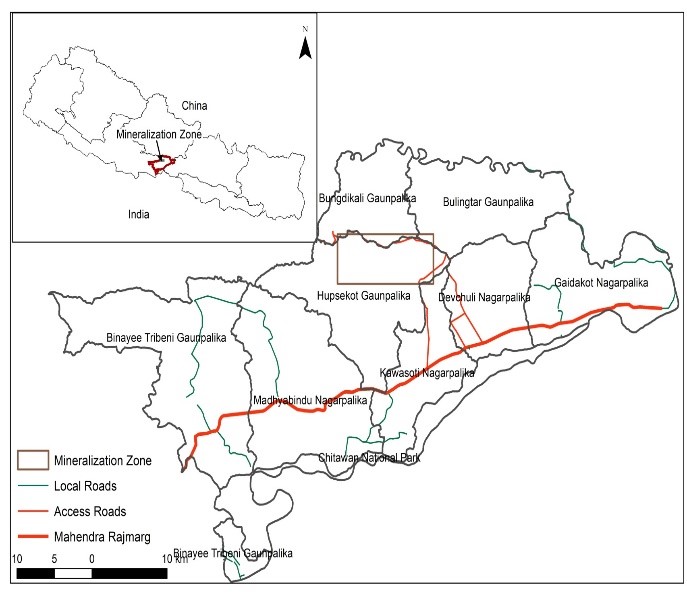 N
China
Mineralization Zone
India
Bungdikali Gaunpalika
Bulingtar Gaunpalika
Gaidakot Nagarpalika
Hupsekot Gaunpalika
Devchuli Nagarpalika
Binayee Tribeni Gaunpalika
Kawasoti Nagarpalika
Madhyabindu Nagarpalika
Chitawan National Park
Mineralization Zone
Local Roads
Access Roads
Mahendra Rajmarg
Binayee Tribeni Gaunpalika
10 5 0 10 km